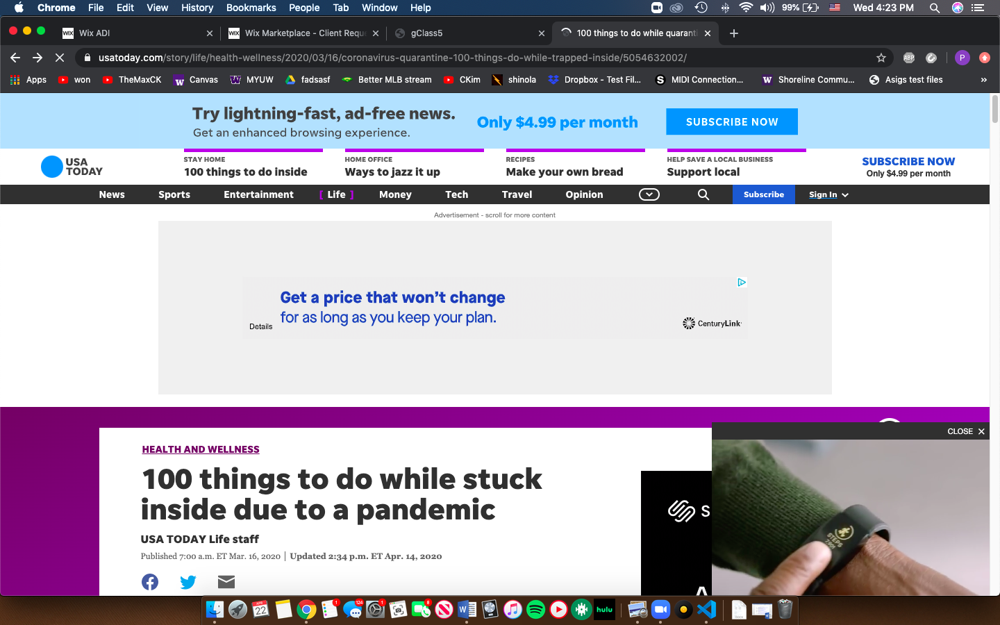 Chrome File Edit View History Bookmarks People Tab Window Help 99% Wed 4:23 PM
Wix ADI
Wix Marketplace - Client Reque
gClass5
100 things to do while quaranti
usatoday.com/story/life/health-wellness/2020/03/16/coronavirus-quarantine-100-things-do-while-trapped-inside/5054632002/
ABP
P
Apps won TheMaxCK Canvas MYUW fadsasf Better MLB stream CKim shinola Dropbox - Test Fil... MIDI Connection... Shoreline Commu... Asigs test files »
Try lightning-fast, ad-free news.
Get an enhanced browsing experience.
Only $4.99 per month
SUBSCRIBE NOW
USA
TODAY
STAY HOME
100 things to do inside
HOME OFFICE
Ways to jazz it up
RECIPES
Make your own bread
HELP SAVE A LOCAL BUSINESS
Support local
SUBSCRIBE NOW
Only $4.99 per month
News Sports Entertainment [ Life ] Money Tech Travel Opinion Subscribe Sign In
Advertisement - scroll for more content
Get a price that won't change
for as long as you keep your plan.
Details
CenturyLink
CLOSE
HEALTH AND WELLNESS
100 things to do while stuck
inside due to a pandemic
USA TODAY Life staff
Published 7:00 a.m. ET Mar. 16, 2020 | Updated 2:34 p.m. ET Apr. 14, 2020
S
A
STEPS
APR
22
1
124
1
8
hulu